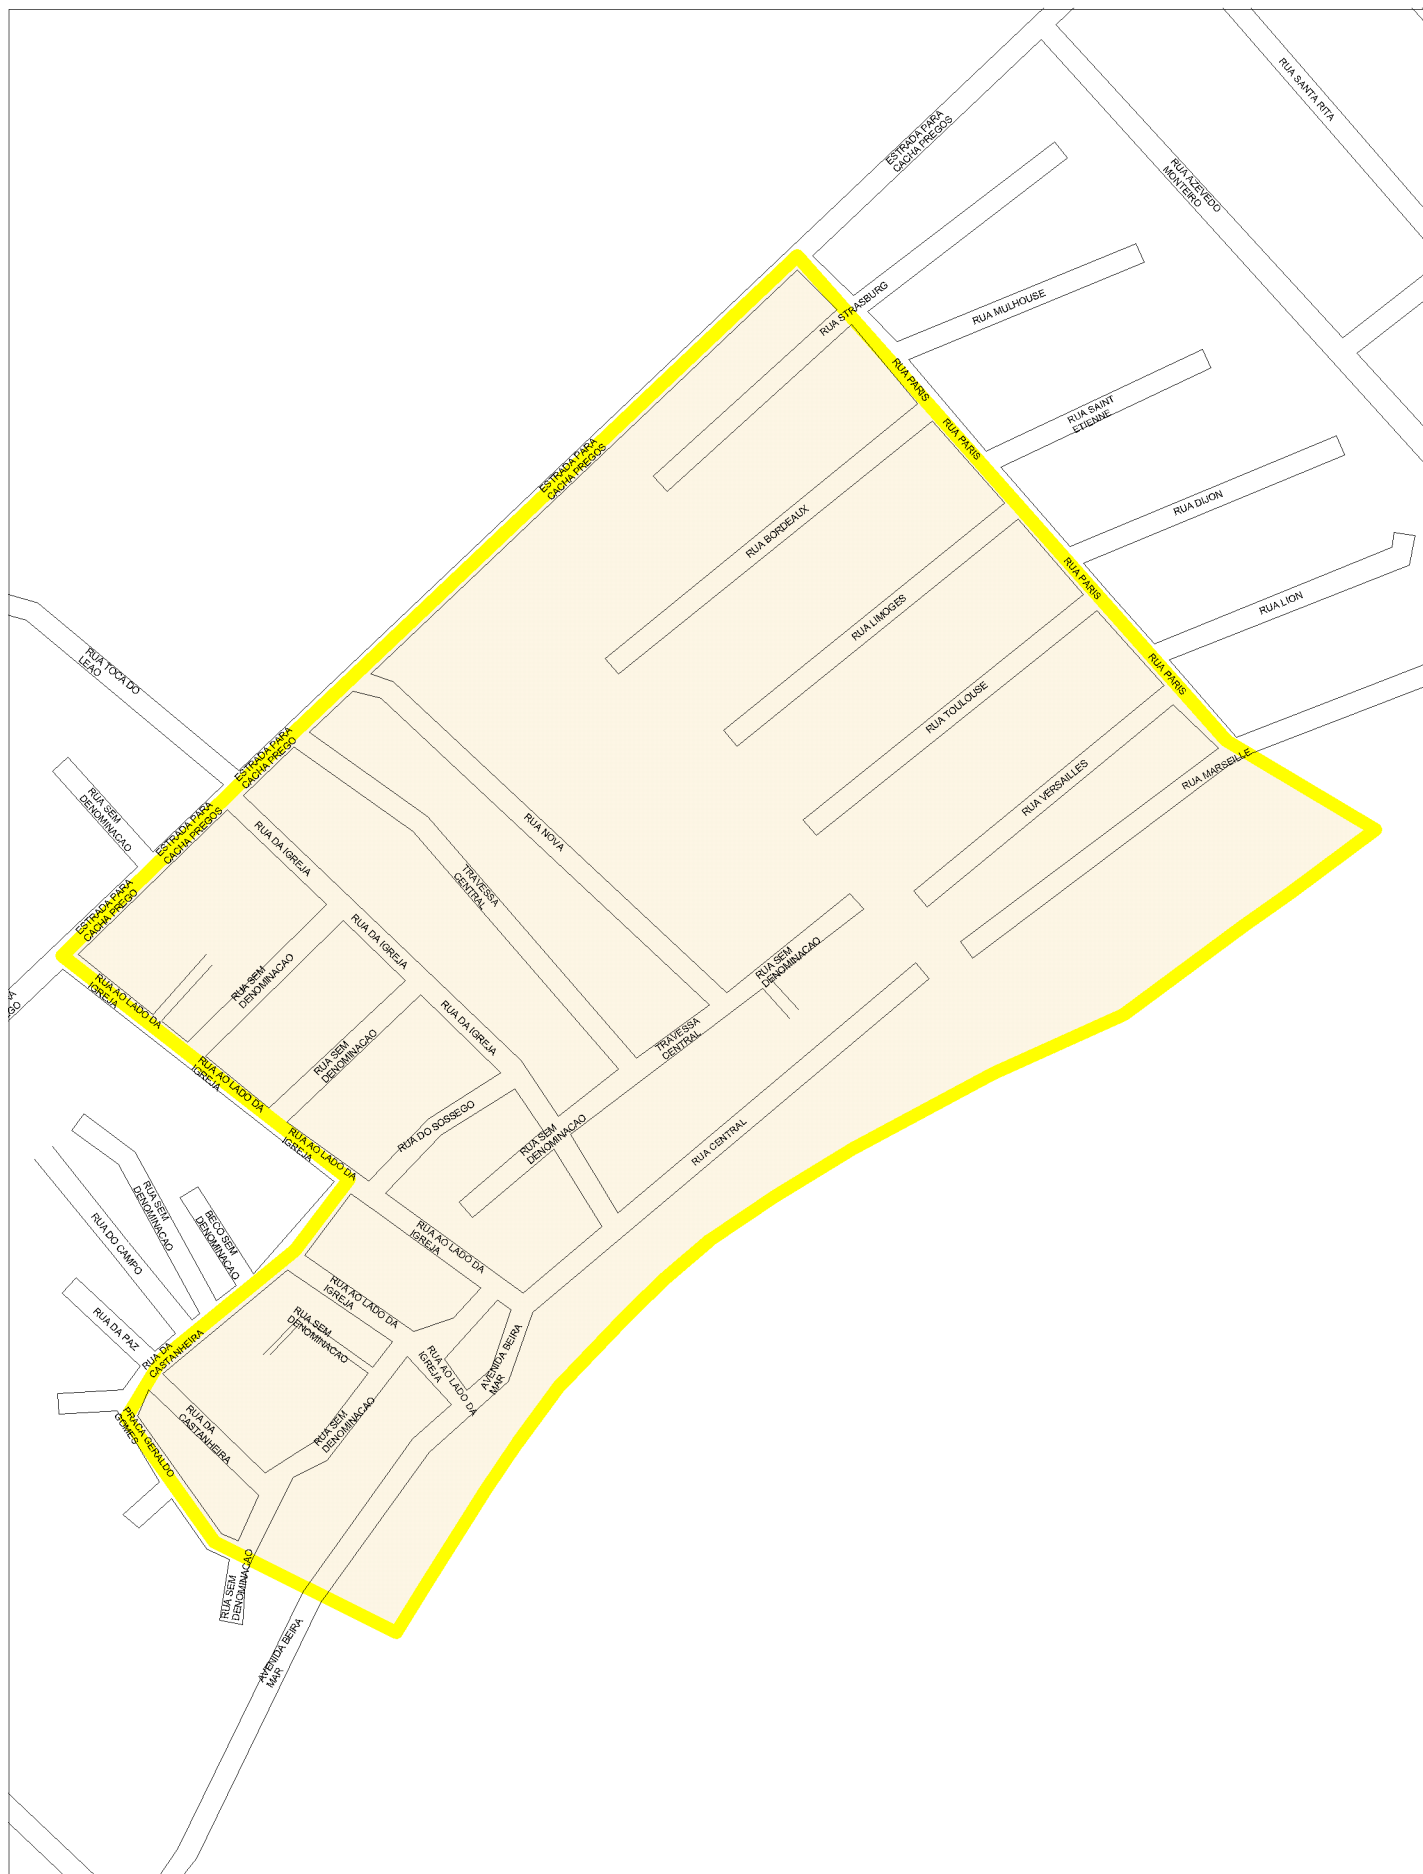 RUA SANTA RITA
ESTRADA PARA
CACHA PREGOS
RUA AZEVEDO
MONTEIRO
RUA STRASBURG
RUA MULHOUSE
RUA PARIS
RUA SAINT
ETIENNE
RUA PARIS
ESTRADA PARA
CACHA PREGOS
RUA DIJON
RUA BORDEAUX
RUA PARIS
RUA LION
RUA LIMOGES
RUA TOCA DO
LEAO
RUA PARIS
RUA TOULOUSE
ESTRADA PARA
CACHA PREGO
RUA MARSEILLE
RUA VERSAILLES
RUA SEM
DENOMINACAO
ESTRADA PARA
CACHA PREGOS
RUA DA IGREJA
RUA NOVA
TRAVESSA
CENTRAL
ESTRADA PARA
CACHA PREGO
RUA DA IGREJA
RUA SEM
DENOMINACAO
RUA SEM
DENOMINACAO
RUA AO LADO DA
IGREJA
GO
RUA DA IGREJA
TRAVESSA
CENTRAL
RUA SEM
DENOMINACAO
RUA AO LADO DA
IGREJA
RUA DO SOSSEGO
RUA SEM
DENOMINACAO
RUA CENTRAL
RUA AO LADO DA
IGREJA
RUA SEM
DENOMINACAO
BECO SEM
DENOMINACAO
RUA DO CAMPO
RUA AO LADO DA
IGREJA
RUA AO LADO DA
IGREJA
RUA DA PAZ
RUA SEM
DENOMINACAO
RUA DA
CASTANHEIRA
RUA AO LADO DA
IGREJA
AVENIDA BEIRA
MAR
RUA DA
CASTANHEIRA
RUA SEM
DENOMINACAO
PRACA GERALDO
GOMES
RUA SEM
DENOMINACAO
AVENIDA BEIRA
MAR